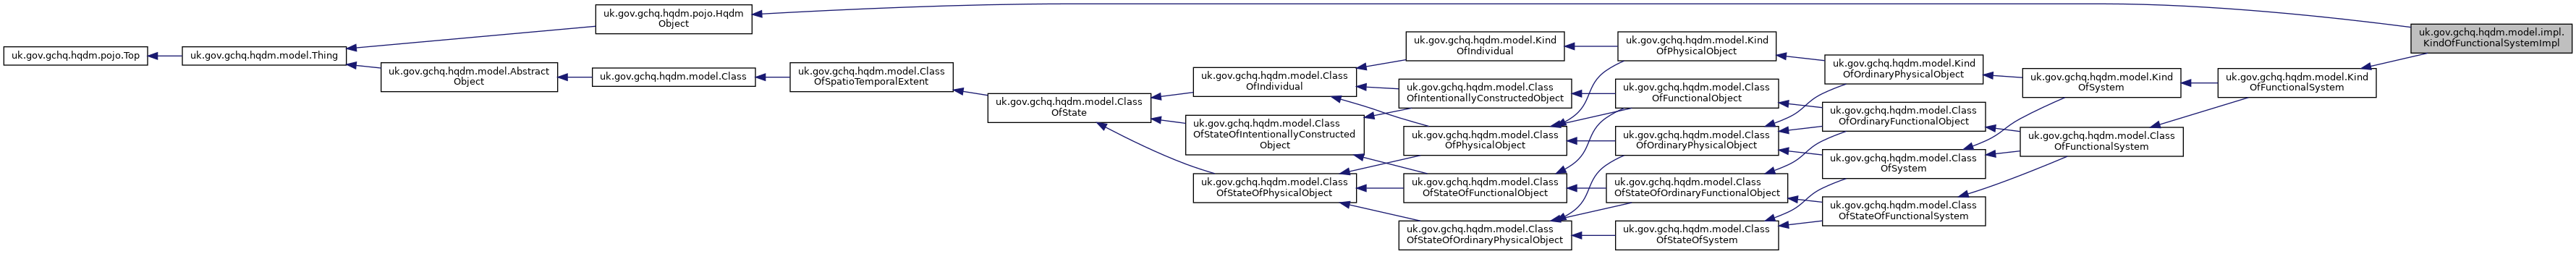 uk.gov.gchq.hqdm.pojo.Top
uk.gov.gchq.hqdm.model.Thing
uk.gov.gchq.hqdm.pojo.Hqdm
Object
uk.gov.gchq.hqdm.model.Abstract
Object
uk.gov.gchq.hqdm.model.Class
uk.gov.gchq.hqdm.model.Class
OfSpatioTemporalExtent
uk.gov.gchq.hqdm.model.Class
OfState
uk.gov.gchq.hqdm.model.Class
OfIndividual
uk.gov.gchq.hqdm.model.Class
OfStateOfIntentionallyConstructed
Object
uk.gov.gchq.hqdm.model.Class
OfStateOfPhysicalObject
uk.gov.gchq.hqdm.model.Kind
OfIndividual
uk.gov.gchq.hqdm.model.Class
OfIntentionallyConstructedObject
uk.gov.gchq.hqdm.model.Class
OfPhysicalObject
uk.gov.gchq.hqdm.model.Class
OfStateOfFunctionalObject
uk.gov.gchq.hqdm.model.Class
OfStateOfOrdinaryPhysicalObject
uk.gov.gchq.hqdm.model.Kind
OfPhysicalObject
uk.gov.gchq.hqdm.model.Class
OfFunctionalObject
uk.gov.gchq.hqdm.model.Class
OfOrdinaryPhysicalObject
uk.gov.gchq.hqdm.model.Class
OfStateOfOrdinaryFunctionalObject
uk.gov.gchq.hqdm.model.Class
OfStateOfSystem
uk.gov.gchq.hqdm.model.Kind
OfOrdinaryPhysicalObject
uk.gov.gchq.hqdm.model.Class
OfOrdinaryFunctionalObject
uk.gov.gchq.hqdm.model.Class
OfSystem
uk.gov.gchq.hqdm.model.Class
OfStateOfFunctionalSystem
uk.gov.gchq.hqdm.model.Kind
OfSystem
uk.gov.gchq.hqdm.model.Class
OfFunctionalSystem
uk.gov.gchq.hqdm.model.Kind
OfFunctionalSystem
uk.gov.gchq.hqdm.model.impl.
KindOfFunctionalSystemImpl